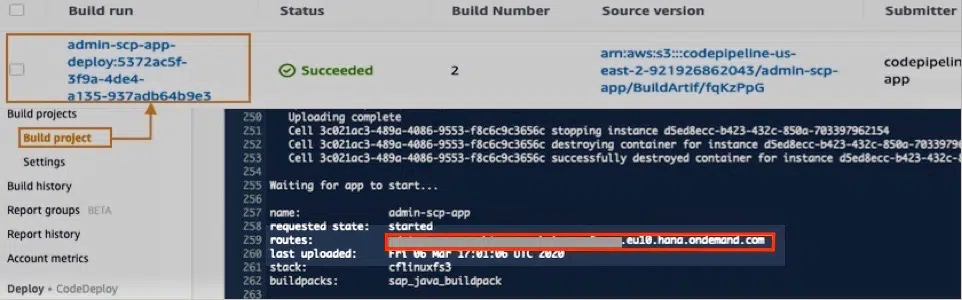 Build run
Status
Build Number
Source version
Submitter
admin-scp-app-
deploy:5372ac5f-
3f9a-4de4-
a135-937adb64b9e3
Succeeded
2
arn:aws:s3:::codepipeline-us-
east-2-921926862043/admin-scp-
app/BuildArtif/fqKzPpG
codepipeline
app
Build projects
Build project
Settings
Build history
Report groups BETA
Report history
Account metrics
Deploy • CodeDeploy
250 Uploading complete
251 Cell 3c021ac3-489a-4086-9553-f8c6c9c3656c stopping instance d5ed8ecc-b423-432c-850a-703397962154
252 Cell 3c021ac3-489a-4086-9553-f8c6c9c3656c destroying container for instance d5ed8ecc-b423-432c-850a-7033979
253 Cell 3c021ac3-489a-4086-9553-f8c6c9c3656c successfully destroyed container for instance d5ed8ecc-b423-432c-8
254
255 Waiting for app to start...
256
257 name: admin-scp-app
258 requested state: started
259 routes: .eu10.hana.ondemand.com
260 last uploaded: Fri 06 Mar 17:01:06 UTC 2020
261 stack: cflinuxfs3
262 buildpacks: sap_java_buildpack
263